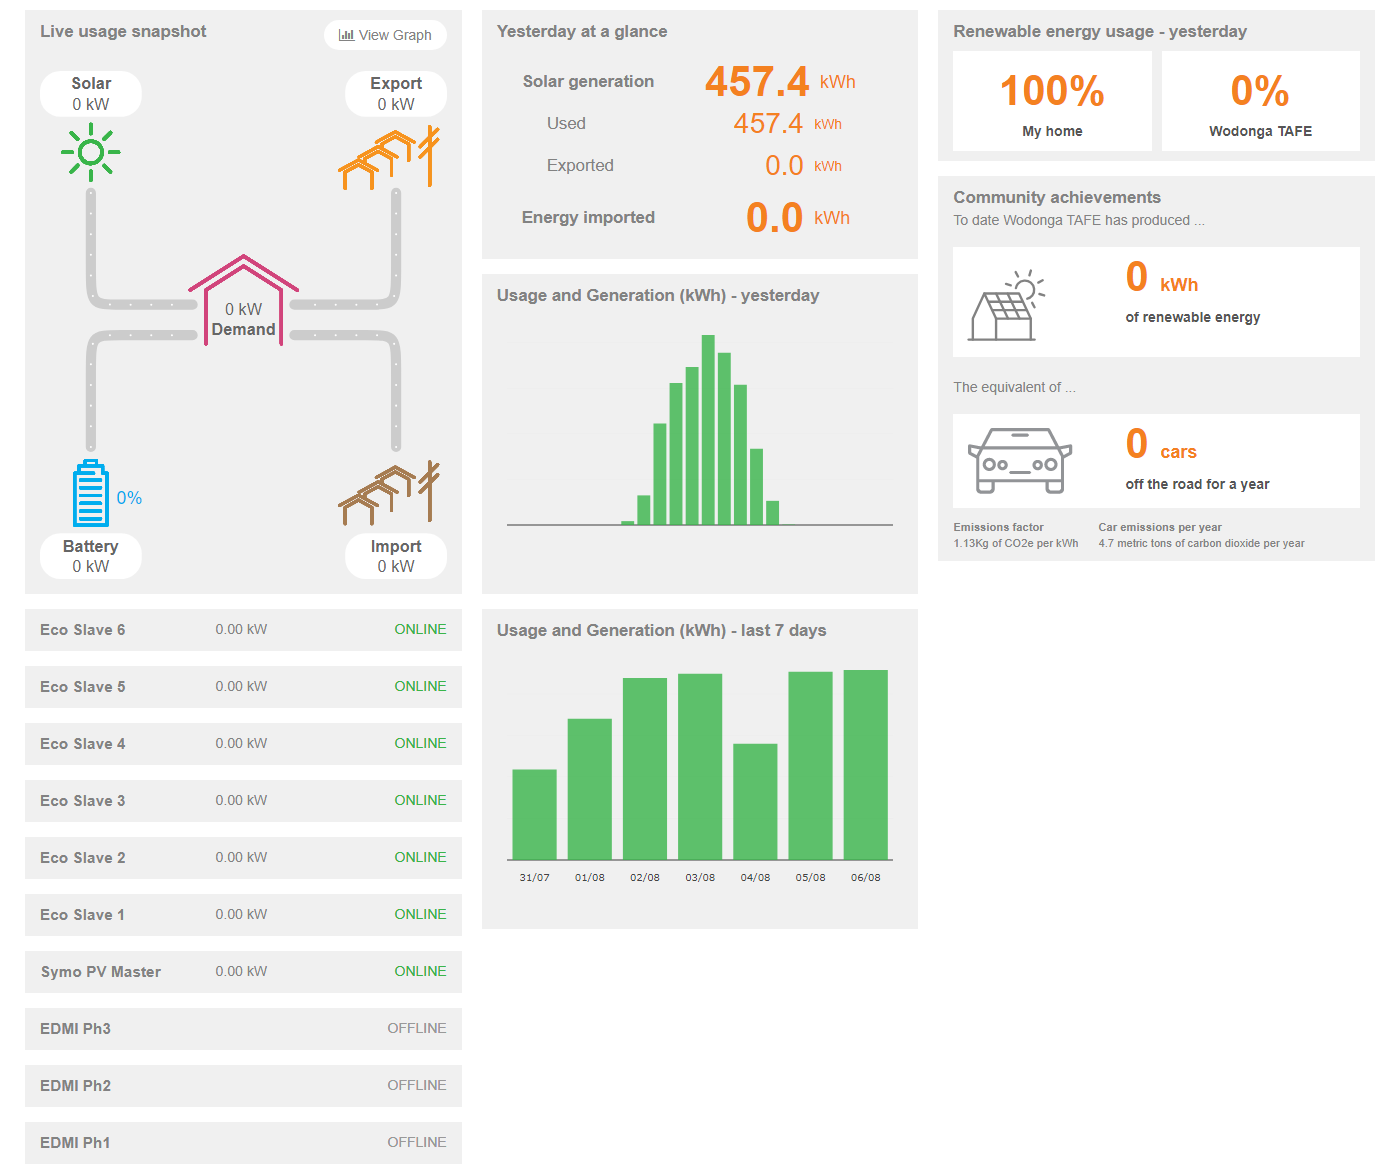 Live usage snapshot
View Graph
Solar
0 kW
Export
0 kW
0 kW
Demand
0%
Battery
0 kW
Import
0 kW
Eco Slave 6 0.00 kW ONLINE
Eco Slave 5 0.00 kW ONLINE
Eco Slave 4 0.00 kW ONLINE
Eco Slave 3 0.00 kW ONLINE
Eco Slave 2 0.00 kW ONLINE
Eco Slave 1 0.00 kW ONLINE
Symo PV Master 0.00 kW ONLINE
EDMI Ph3 OFFLINE
EDMI Ph2 OFFLINE
EDMI Ph1 OFFLINE
Yesterday at a glance
Solar generation 457.4 kWh
Used 457.4 kWh
Exported 0.0 kWh
Energy imported 0.0 kWh
Usage and Generation (kWh) - yesterday
Usage and Generation (kWh) - last 7 days
31/07 01/08 02/08 03/08 04/08 05/08 06/08
Renewable energy usage - yesterday
100%
My home
0%
Wodonga TAFE
Community achievements
To date Wodonga TAFE has produced ...
0 kWh
of renewable energy
The equivalent of ...
0 cars
off the road for a year
Emissions factor
1.13Kg of CO2e per kWh
Car emissions per year
4.7 metric tons of carbon dioxide per year